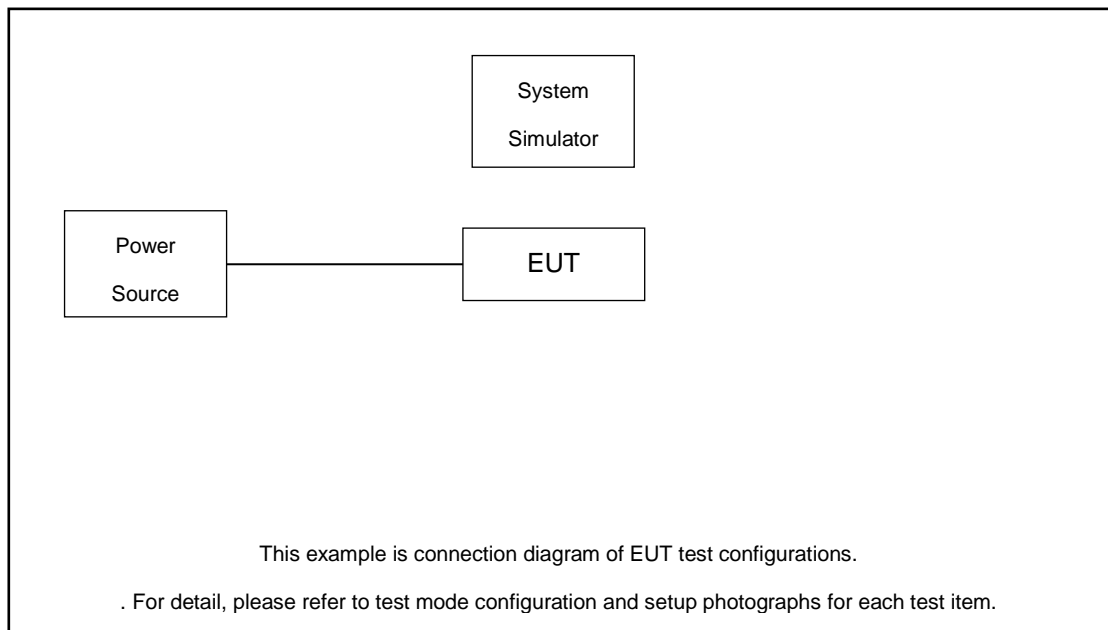 System
Simulator
Power
Source
EUT
This example is connection diagram of EUT test configurations.
. For detail, please refer to test mode configuration and setup photographs for each test item.